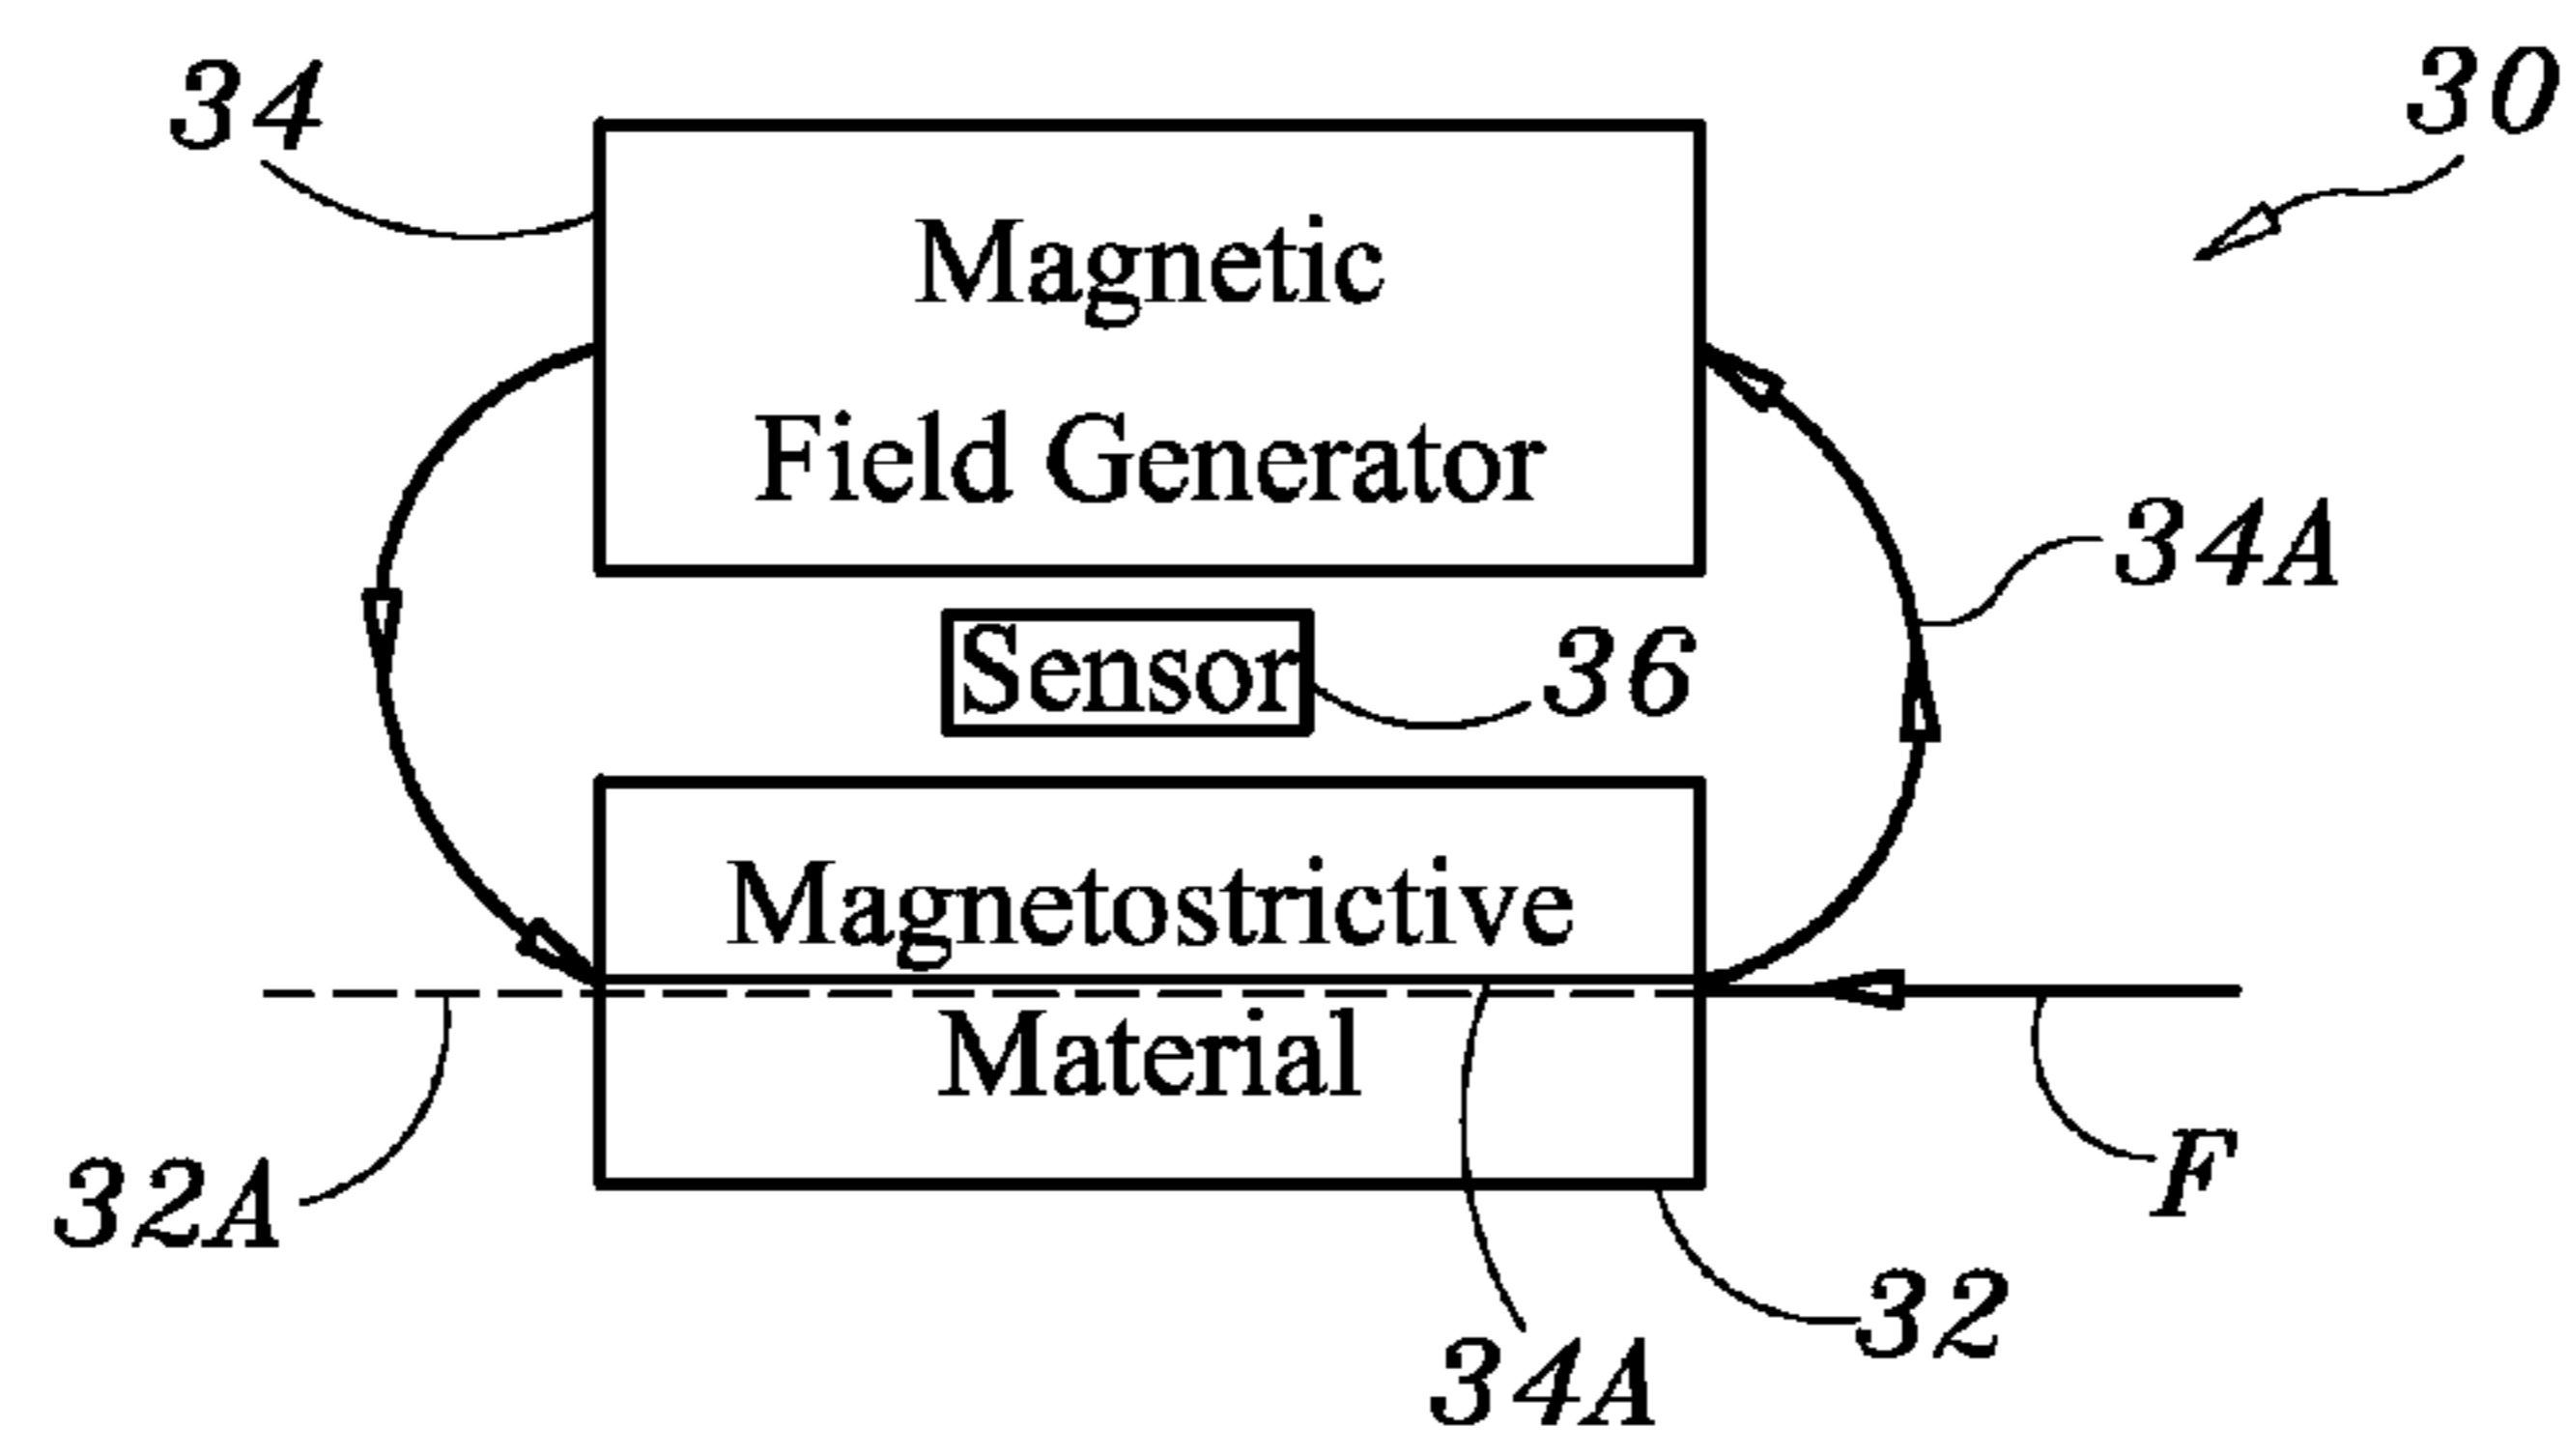 34
30
Magnetic
Field Generator
34A
Sensor
36
Magnetostrictive
Material
32A
F
32
34A